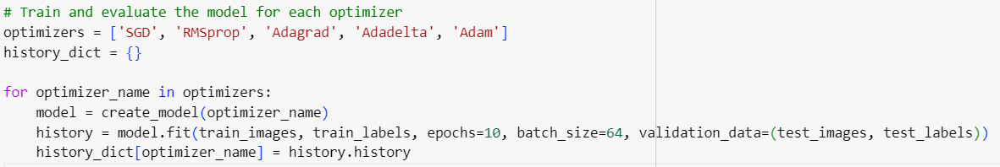 # Train and evaluate the model for each optimizer
optimizers = ['SGD', 'RMSprop', 'Adagrad', 'Adadelta', 'Adam']
history_dict = {}

for optimizer_name in optimizers:
    model = create_model(optimizer_name)
    history = model.fit(train_images, train_labels, epochs=10, batch_size=64, validation_data=(test_images, test_labels))
    history_dict[optimizer_name] = history.history